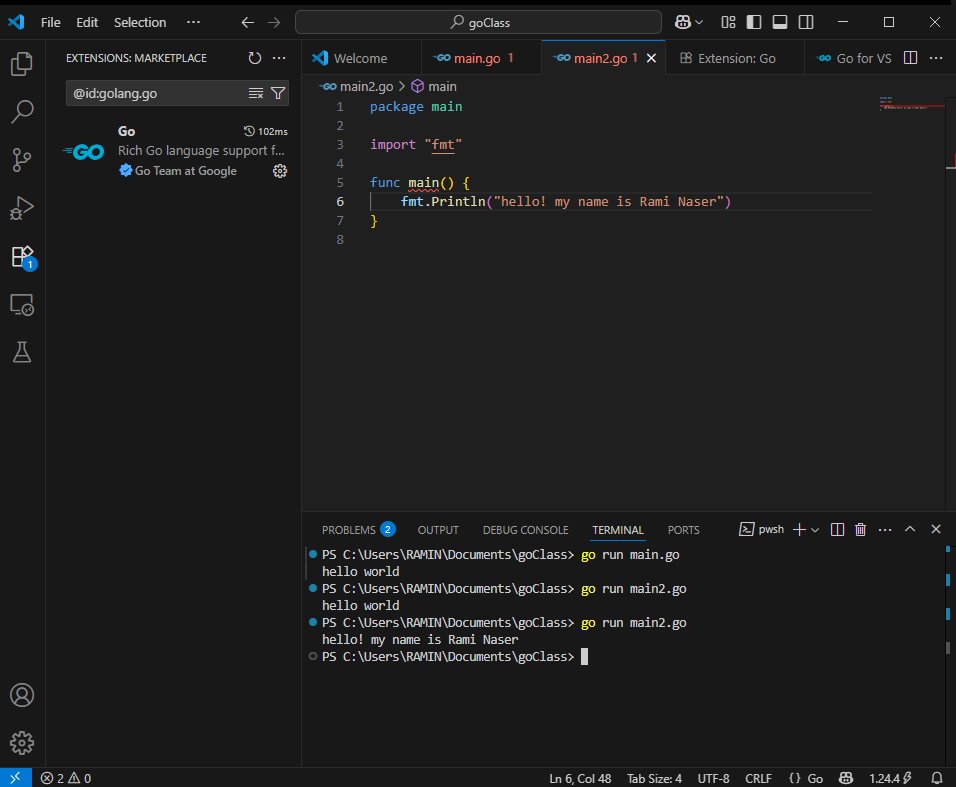 File Edit Selection ··· goClass
EXTENSIONS: MARKETPLACE
@id:golang.go
Go 102ms
Rich Go language support f...
Go Team at Google
1
Welcome main.go 1 main2.go 1 Extension: Go Go for VS
main2.go > main
1 package main
2
3 import "fmt"
4
5 func main() {
6 fmt.Println("hello! my name is Rami Naser")
7 }
8
PROBLEMS 2 OUTPUT DEBUG CONSOLE TERMINAL PORTS pwsh
PS C:\Users\RAMIN\Documents\goClass> go run main.go
hello world
PS C:\Users\RAMIN\Documents\goClass> go run main2.go
hello world
PS C:\Users\RAMIN\Documents\goClass> go run main2.go
hello! my name is Rami Naser
PS C:\Users\RAMIN\Documents\goClass>
2 0 Ln 6, Col 48 Tab Size: 4 UTF-8 CRLF {} Go 1.24.4